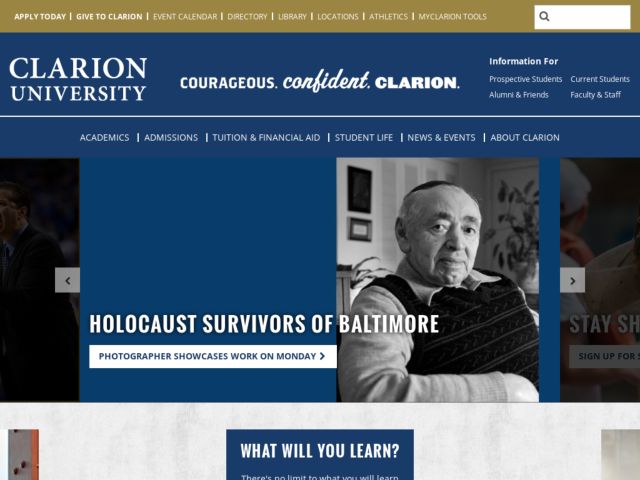 APPLY TODAY GIVE TO CLARION EVENT CALENDAR DIRECTORY LIBRARY LOCATIONS ATHLETICS MYCLARION TOOLS
CLARION
UNIVERSITY
COURAGEOUS. confident. CLARION.
Information For
Prospective Students Current Students
Alumni & Friends Faculty & Staff
ACADEMICS ADMISSIONS TUITION & FINANCIAL AID STUDENT LIFE NEWS & EVENTS ABOUT CLARION
HOLOCAUST SURVIVORS OF BALTIMORE
PHOTOGRAPHER SHOWCASES WORK ON MONDAY
STAY SH
SIGN UP FOR S
WHAT WILL YOU LEARN?
There's no limit to what you will learn